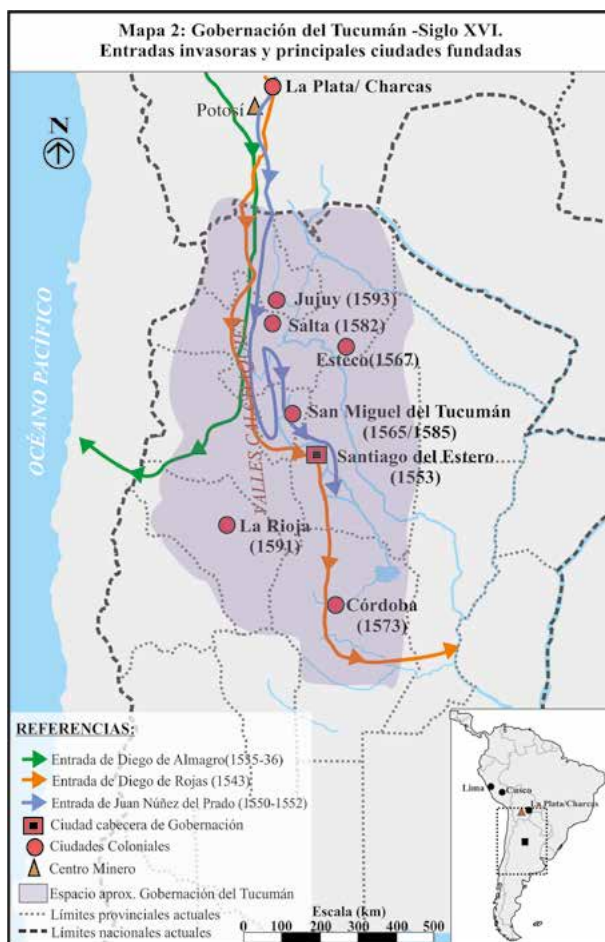 Mapa 2: Gobernación del Tucumán -Siglo XVI.
Entradas invasoras y principales ciudades fundadas
La Plata/ Charcas
Potosí
N
Jujuy (1593)
Salta (1582)
Esteco(1567)
OCÉANO PACÍFICO
VALLES CALCHAQUÍES
San Miguel del Tucumán
(1565/1585)
Santiago del Estero
(1553)
La Rioja
(1591)
Córdoba
(1573)
REFERENCIAS:
Entrada de Diego de Almagro(1535-36)
Entrada de Diego de Rojas (1543)
Entrada de Juan Núñez del Prado (1550-1552)
Ciudad cabecera de Gobernación
Ciudades Coloniales
Centro Minero
Espacio aprox. Gobernación del Tucumán
Límites provinciales actuales
Límites nacionales actuales
Escala (km)
0 100 200 300 400 500
Lima
Cusco
La Plata/Charcas